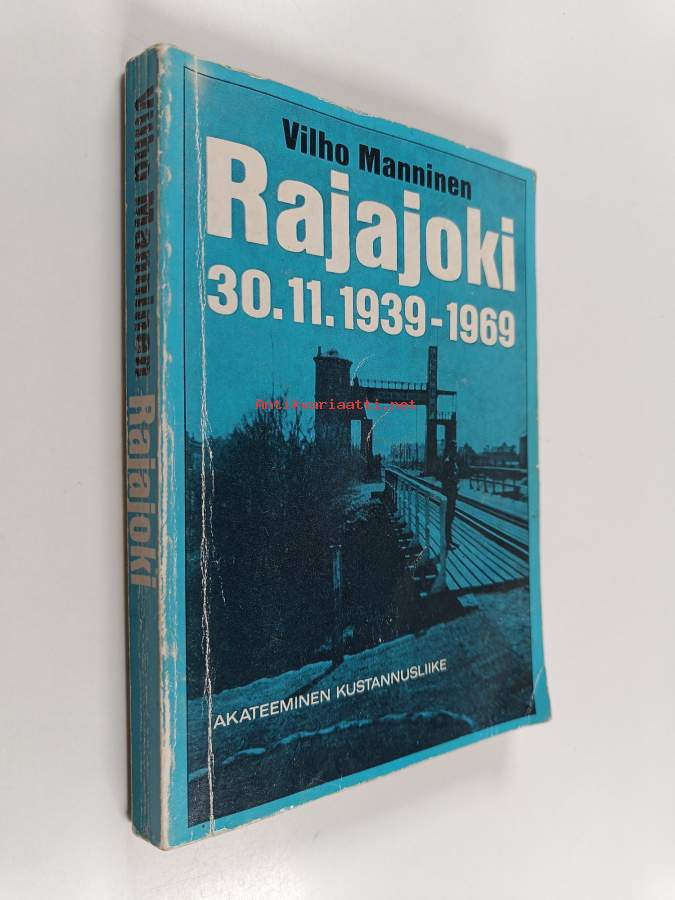 Vilho Manninen
Rajajoki
30.11.1939-1969
Antikvariaatti.net
AKATEEMINEN KUSTANNUSLIIKE
Vilho Manninen Rajajoki